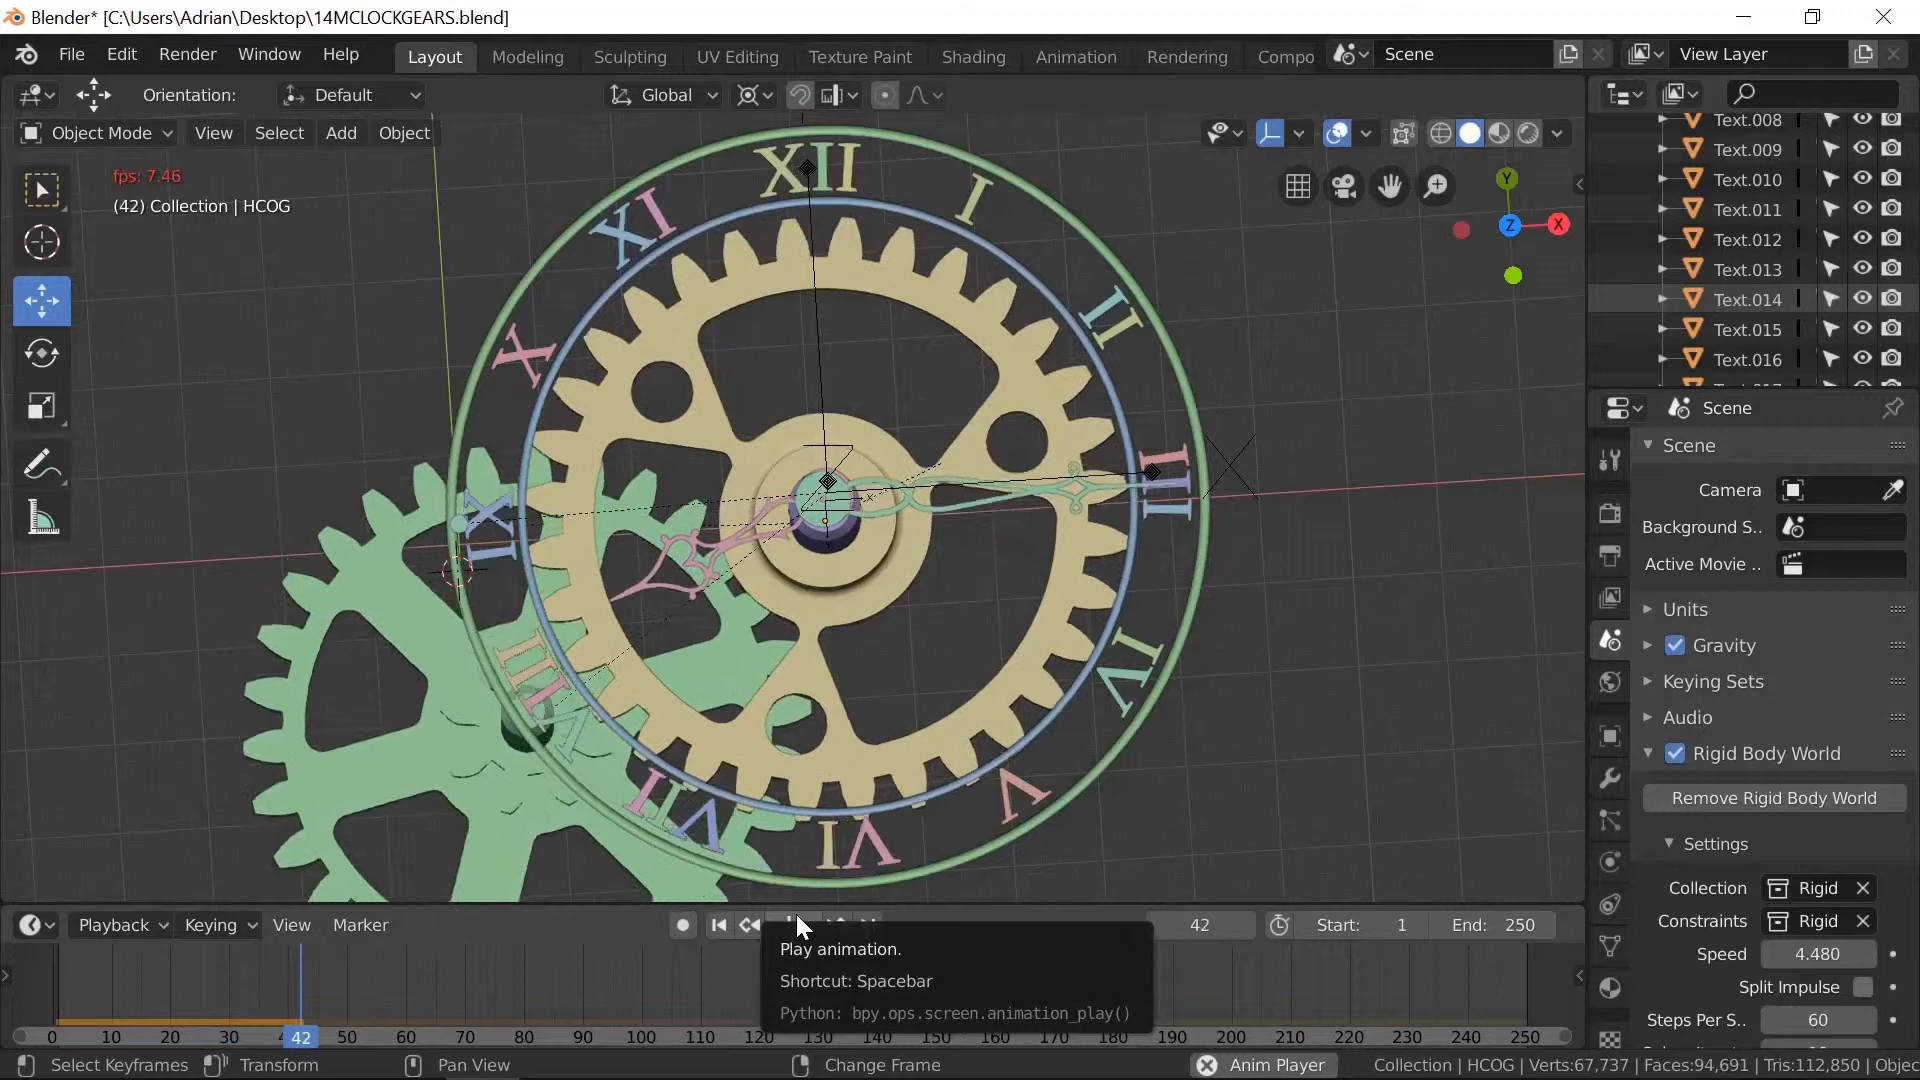 Blender* [C:\Users\Adrian\Desktop\14MCLOCKGEARS.blend]
File Edit Render Window Help Layout Modeling Sculpting UV Editing Texture Paint Shading Animation Rendering Compo Scene View Layer
Orientation: Default Global
Object Mode View Select Add Object
fps: 7.46
(42) Collection | HCOG
Y
Z
X
XII
I
II
III
IV
V
VI
VII
VIII
IX
X
XI
Text.008
Text.009
Text.010
Text.011
Text.012
Text.013
Text.014
Text.015
Text.016
Scene
Scene
Camera
Background S..
Active Movie ..
Units
Gravity
Keying Sets
Audio
Rigid Body World
Remove Rigid Body World
Settings
Collection Rigid
Constraints Rigid
Speed 4.480
Split Impulse
Steps Per S.. 60
Playback Keying View Marker 42 Start: 1 End: 250
Play animation.
Shortcut: Spacebar
Python: bpy.ops.screen.animation_play()
0 10 20 30 42 50 60 70 80 90 100 110 120 130 140 150 160 170 180 190 200 210 220 230 240 250
Select Keyframes Transform Pan View Change Frame Anim Player Collection | HCOG | Verts:67,737 | Faces:94,691 | Tris:112,850 | Objec